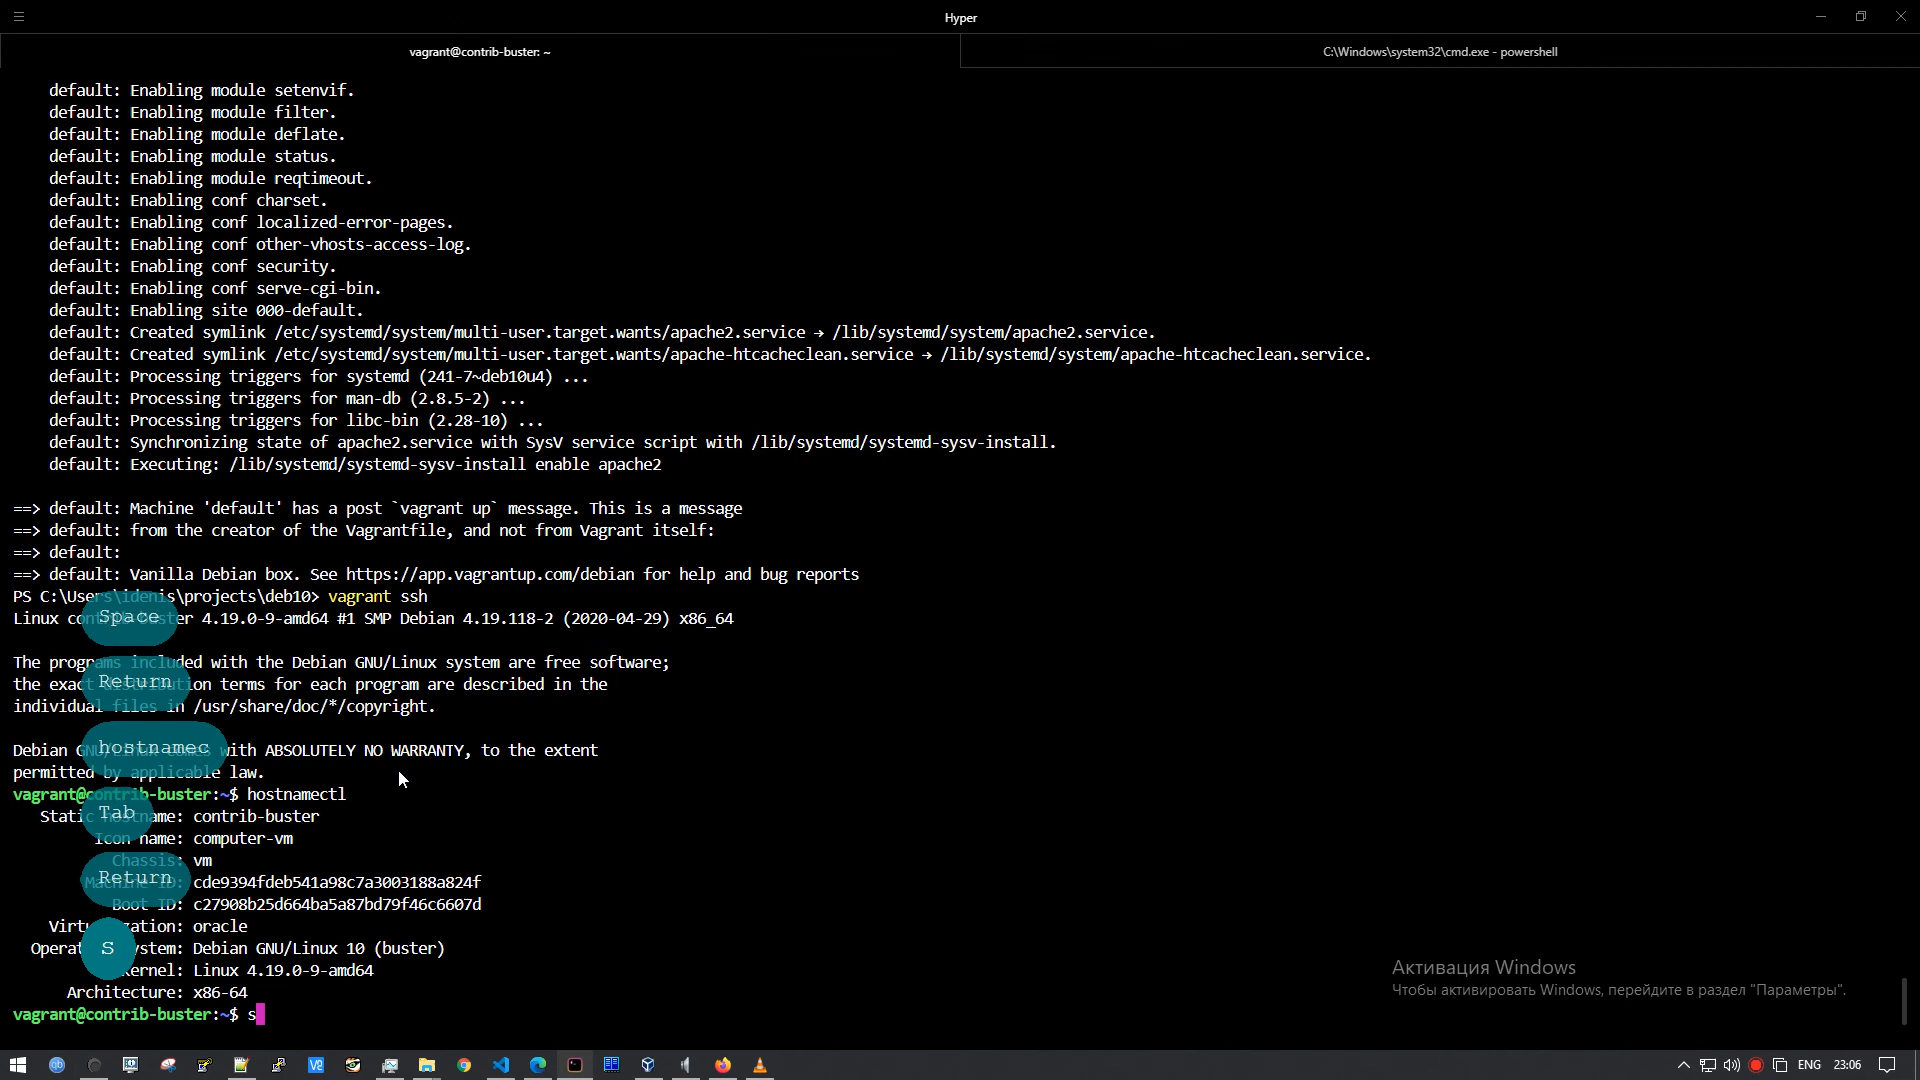 Hyper
vagrant@contrib-buster: ~
C:\Windows\system32\cmd.exe - powershell
default: Enabling module setenvif.
default: Enabling module filter.
default: Enabling module deflate.
default: Enabling module status.
default: Enabling module reqtimeout.
default: Enabling conf charset.
default: Enabling conf localized-error-pages.
default: Enabling conf other-vhosts-access-log.
default: Enabling conf security.
default: Enabling conf serve-cgi-bin.
default: Enabling site 000-default.
default: Created symlink /etc/systemd/system/multi-user.target.wants/apache2.service → /lib/systemd/system/apache2.service.
default: Created symlink /etc/systemd/system/multi-user.target.wants/apache-htcacheclean.service → /lib/systemd/system/apache-htcacheclean.service.
default: Processing triggers for systemd (241-7~deb10u4) ...
default: Processing triggers for man-db (2.8.5-2) ...
default: Processing triggers for libc-bin (2.28-10) ...
default: Synchronizing state of apache2.service with SysV service script with /lib/systemd/systemd-sysv-install.
default: Executing: /lib/systemd/systemd-sysv-install enable apache2
==> default: Machine 'default' has a post `vagrant up` message. This is a message
==> default: from the creator of the Vagrantfile, and not from Vagrant itself:
==> default:
==> default: Vanilla Debian box. See https://app.vagrantup.com/debian for help and bug reports
PS C:\Users\idenis\projects\deb10> vagrant ssh
Linux contrib-buster 4.19.0-9-amd64 #1 SMP Debian 4.19.118-2 (2020-04-29) x86_64
Space
The programs included with the Debian GNU/Linux system are free software;
the exact distribution terms for each program are described in the
Return
individual files in /usr/share/doc/*/copyright.
Debian GNU/Linux comes with ABSOLUTELY NO WARRANTY, to the extent
hostnamec
permitted by applicable law.
vagrant@contrib-buster:~$ hostnamectl
Static hostname: contrib-buster
Tab
Icon name: computer-vm
Chassis: vm
Machine ID: cde9394fdeb541a98c7a3003188a824f
Return
Boot ID: c27908b25d664ba5a87bd79f46c6607d
Virtualization: oracle
Operating System: Debian GNU/Linux 10 (buster)
S
Kernel: Linux 4.19.0-9-amd64
Architecture: x86-64
vagrant@contrib-buster:~$ s
Активация Windows
Чтобы активировать Windows, перейдите в раздел "Параметры".
ENG 23:06